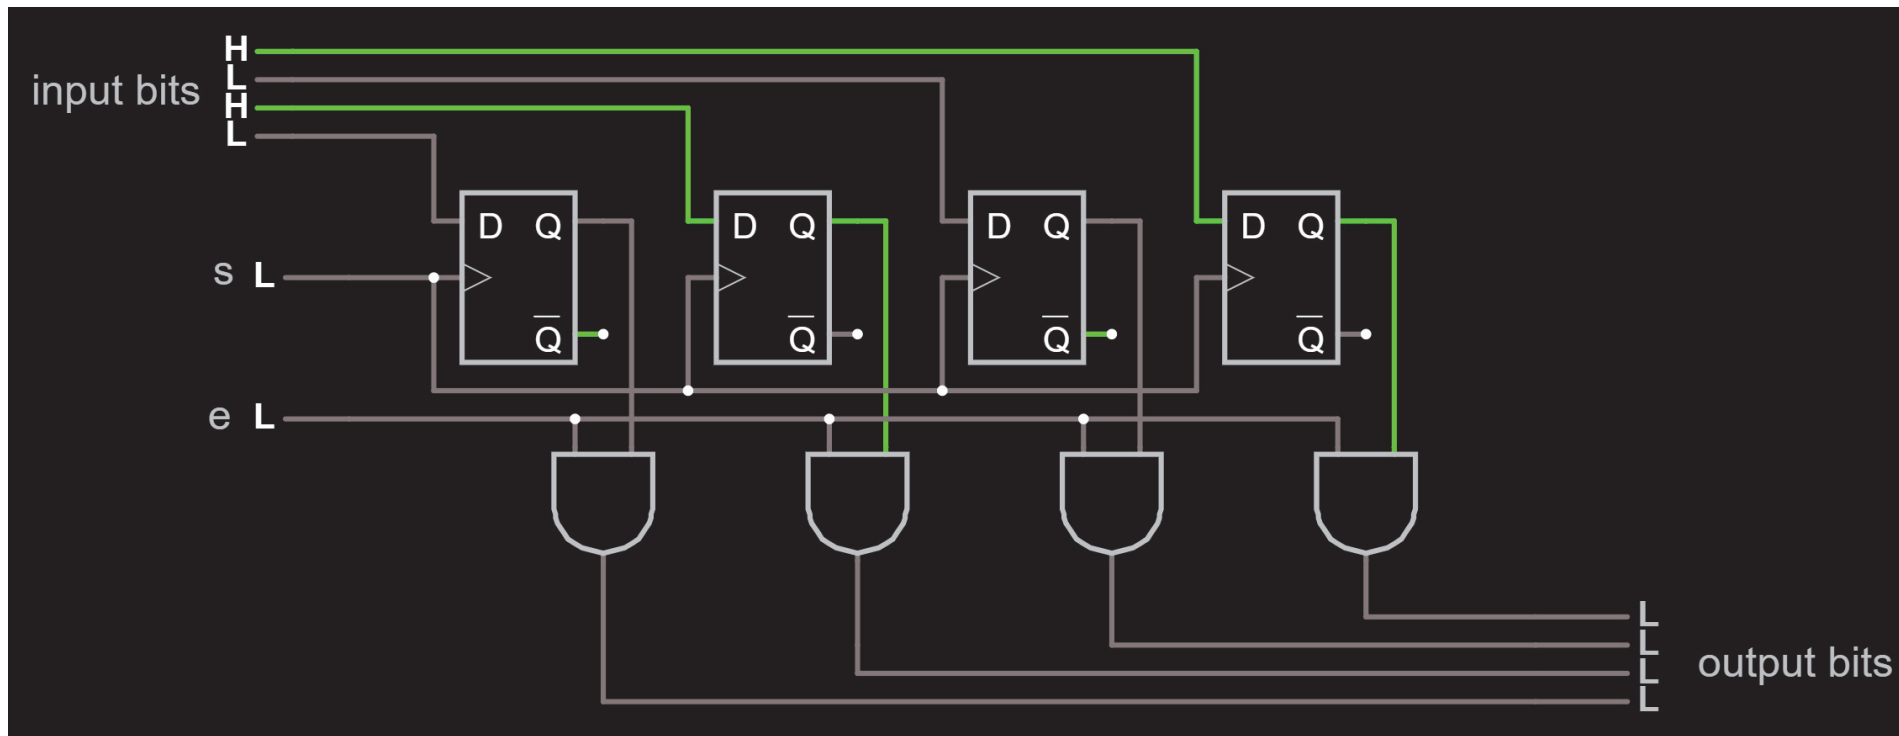 H
L
input bits
H
L
D Q D Q D Q D Q
s L
Q̅ Q̅ Q̅ Q̅
e L
L
L
output bits
L
L